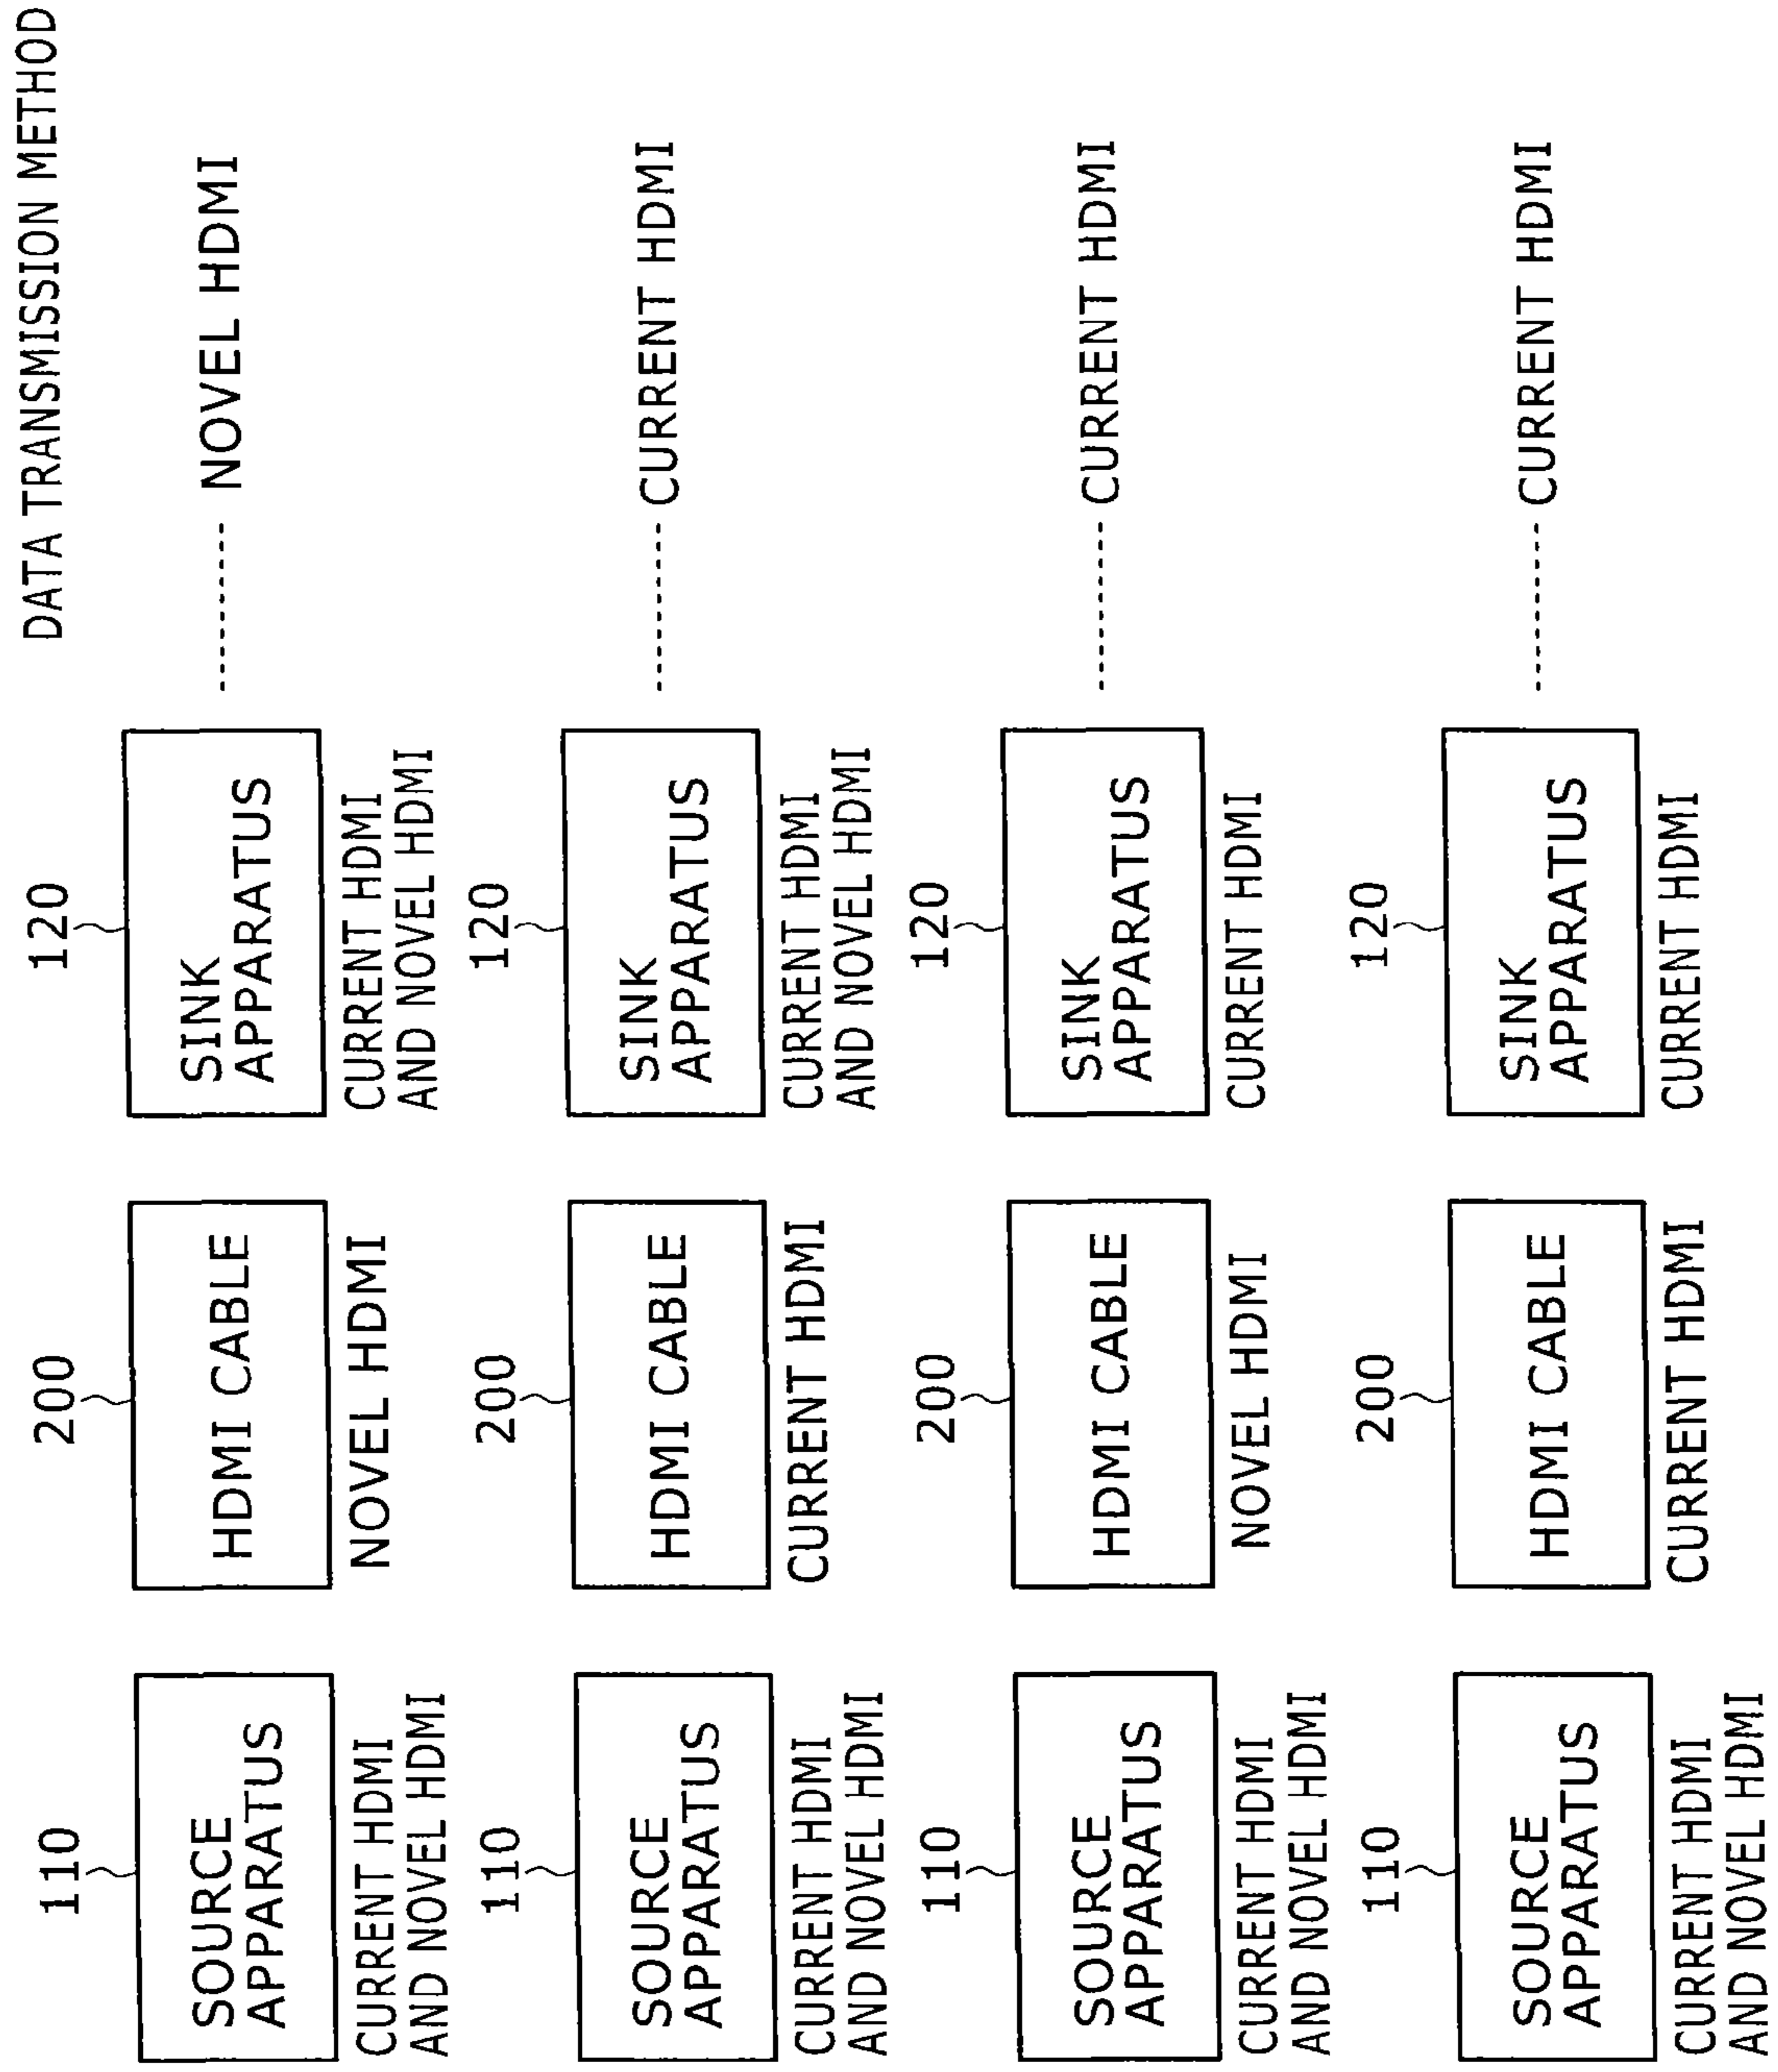 DATA TRANSMISSION METHOD
110
200
120
SOURCE
APPARATUS
HDMI CABLE
SINK
APPARATUS
NOVEL HDMI
CURRENT HDMI
AND NOVEL HDMI
NOVEL HDMI
CURRENT HDMI
AND NOVEL HDMI
110
200
120
SOURCE
APPARATUS
HDMI CABLE
SINK
APPARATUS
CURRENT HDMI
CURRENT HDMI
AND NOVEL HDMI
CURRENT HDMI
CURRENT HDMI
AND NOVEL HDMI
110
200
120
SOURCE
APPARATUS
HDMI CABLE
SINK
APPARATUS
CURRENT HDMI
CURRENT HDMI
AND NOVEL HDMI
NOVEL HDMI
CURRENT HDMI
110
200
120
SOURCE
APPARATUS
HDMI CABLE
SINK
APPARATUS
CURRENT HDMI
CURRENT HDMI
AND NOVEL HDMI
CURRENT HDMI
CURRENT HDMI